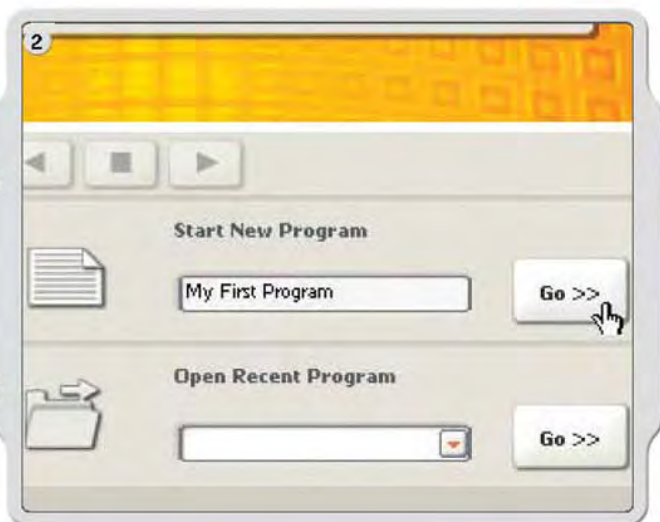 2
Start New Program
My First Program
Go >>
Open Recent Program
Go >>